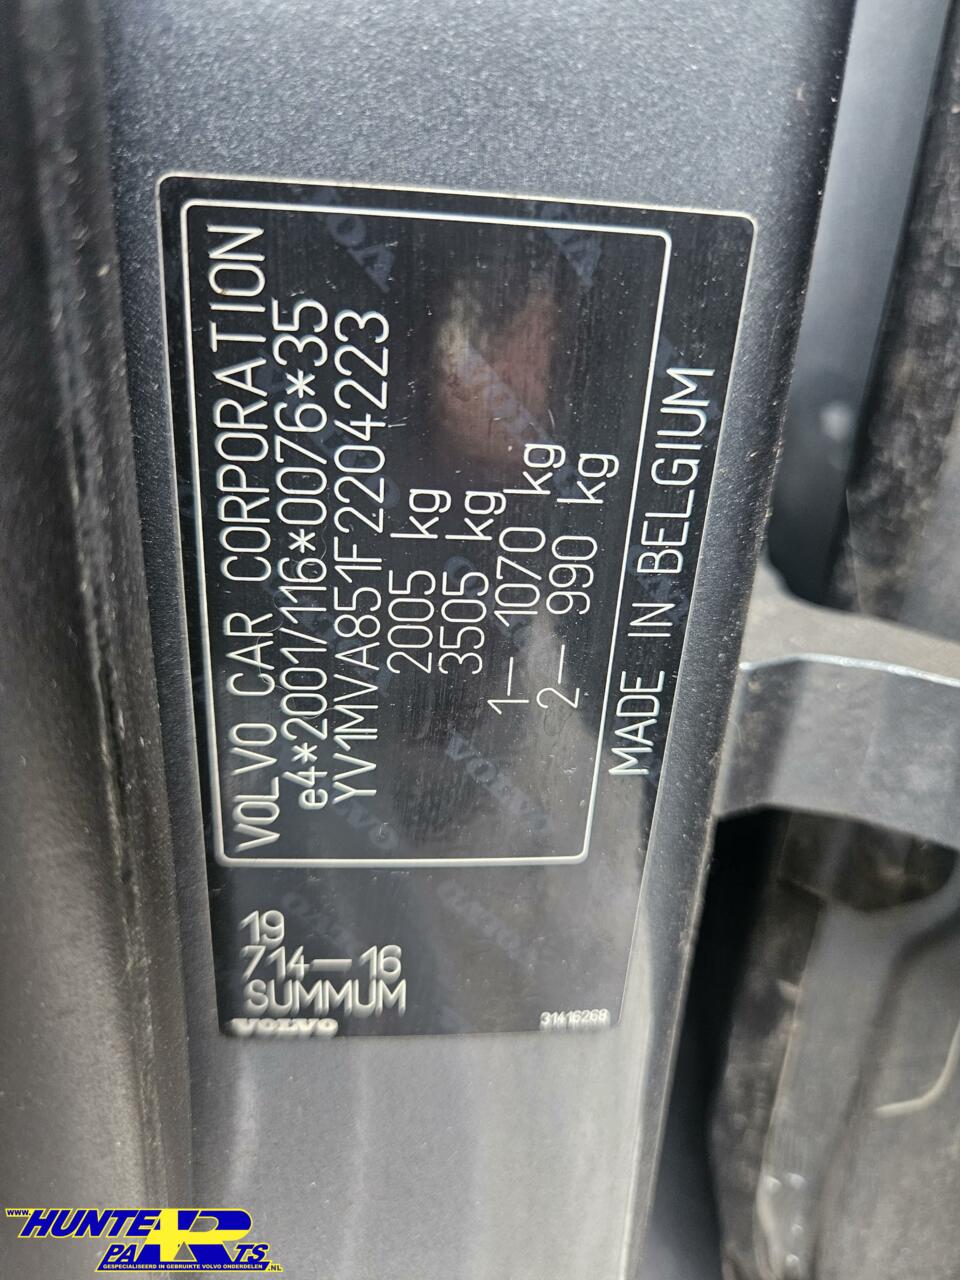 VOLVO CAR CORPORATION
e4*2001/116*0076*35
YV1MVA851F2204223
2005 kg
3505 kg
1— 1070 kg
2— 990 kg
MADE IN BELGIUM
19
714—16
SUMMUM
VOLVO
31416268
www.
HUNTER PARTS
GESPECIALISEERD IN GEBRUIKTE VOLVO ONDERDELEN
.NL